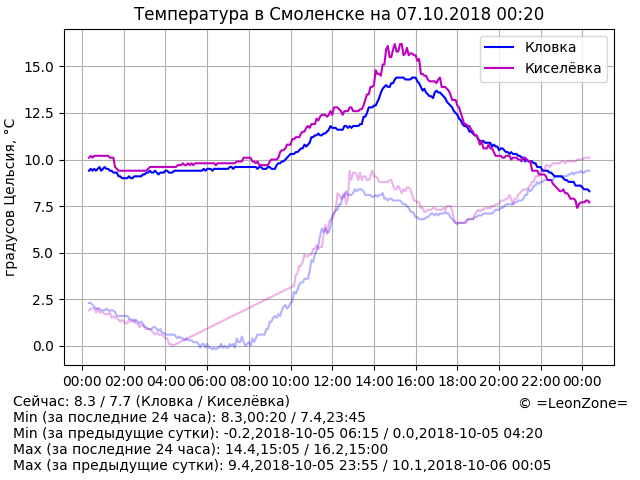 Температура в Смоленске на 07.10.2018 00:20
Кловка
Киселёвка
градусов Цельсия, °C
15.0
12.5
10.0
7.5
5.0
2.5
0.0
00:00 02:00 04:00 06:00 08:00 10:00 12:00 14:00 16:00 18:00 20:00 22:00 00:00
Сейчас: 8.3 / 7.7 (Кловка / Киселёвка)
© =LeonZone=
Min (за последние 24 часа): 8.3,00:20 / 7.4,23:45
Min (за предыдущие сутки): -0.2,2018-10-05 06:15 / 0.0,2018-10-05 04:20
Max (за последние 24 часа): 14.4,15:05 / 16.2,15:00
Max (за предыдущие сутки): 9.4,2018-10-05 23:55 / 10.1,2018-10-06 00:05